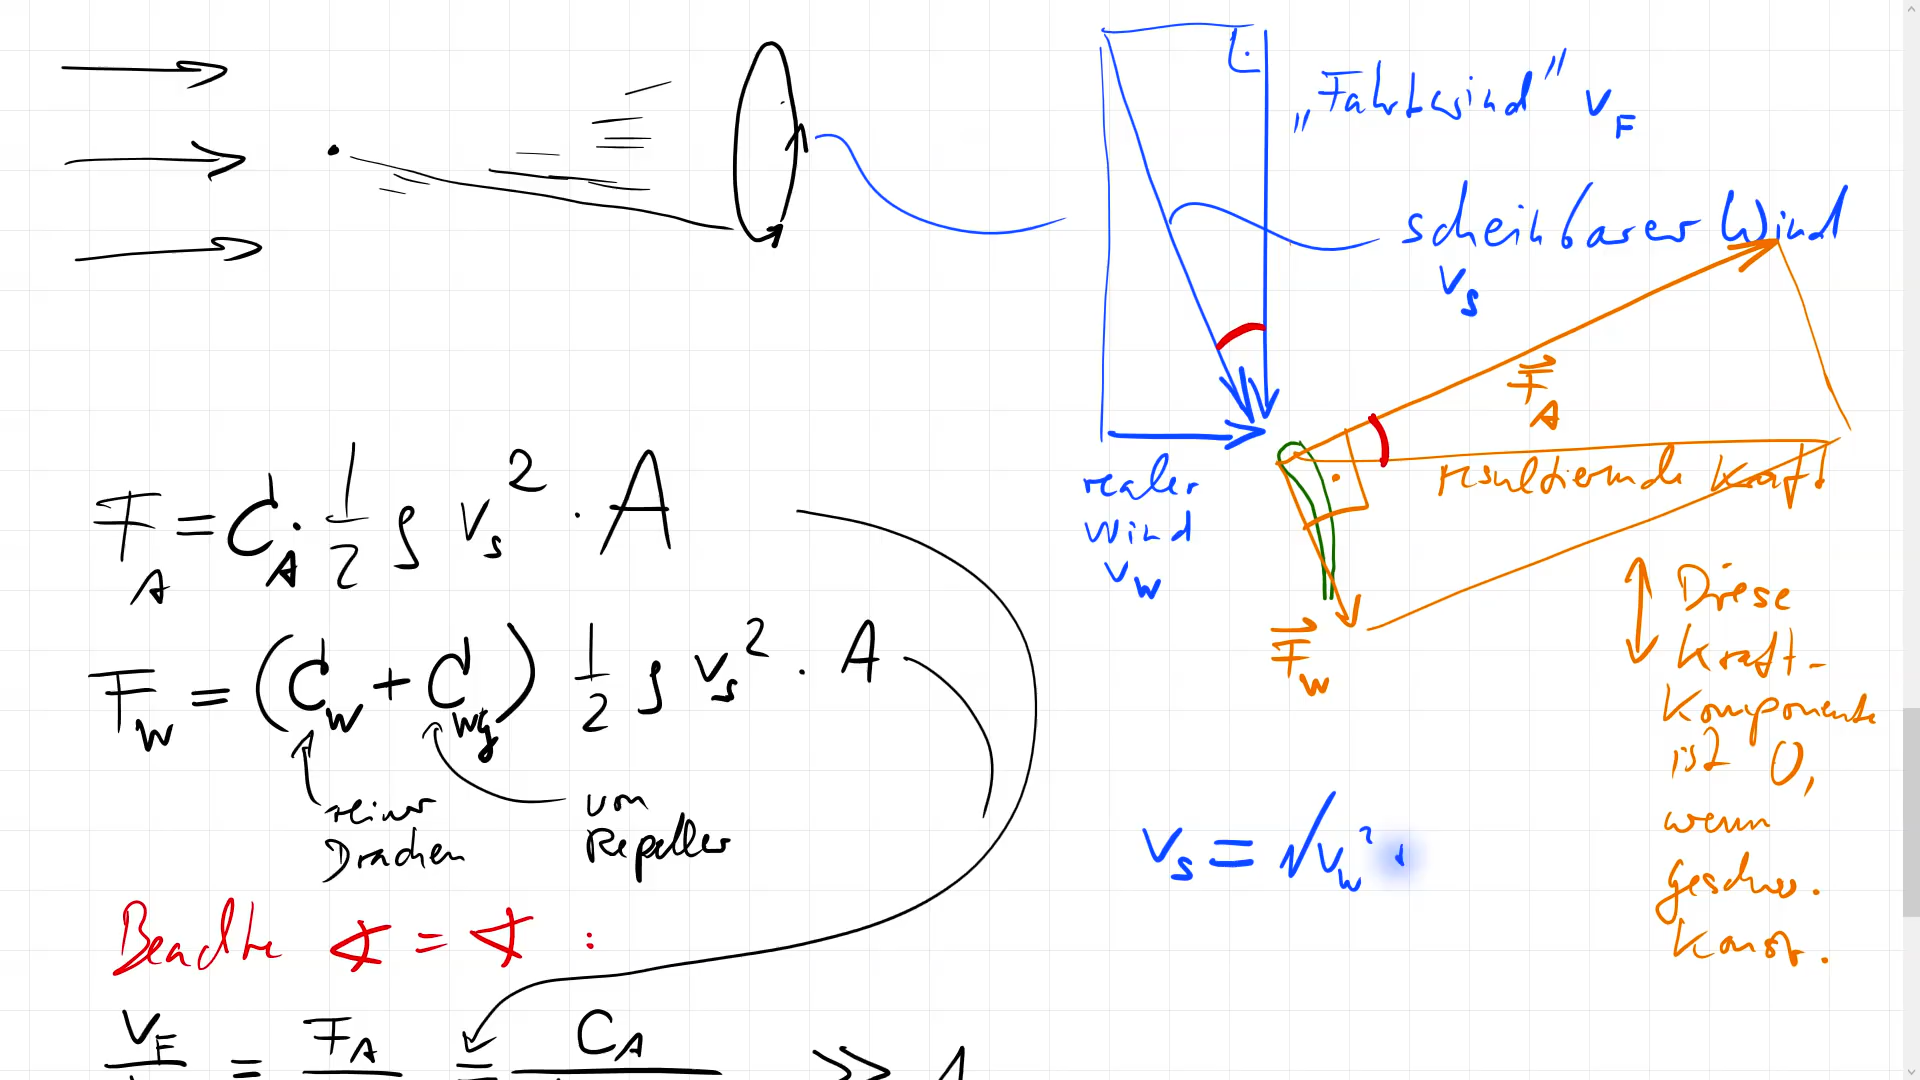 „Fahrtwind" v_F
scheinbarer Wind
v_s
F_A
resultierende Kraft
realer
Wind
v_w
F_A = C_A · 1/2 ρ v_s² · A
F_w = (C_w + C_wg) 1/2 ρ v_s² · A
reiner
Drachen
vom
Repeller
F_w
Diese
Kraft-
Komponente
ist 0,
wenn
geschw.
konst.
v_s = √v_w²
Beachte ∢ = ∢ :
v_F = F_A = C_A >> 1